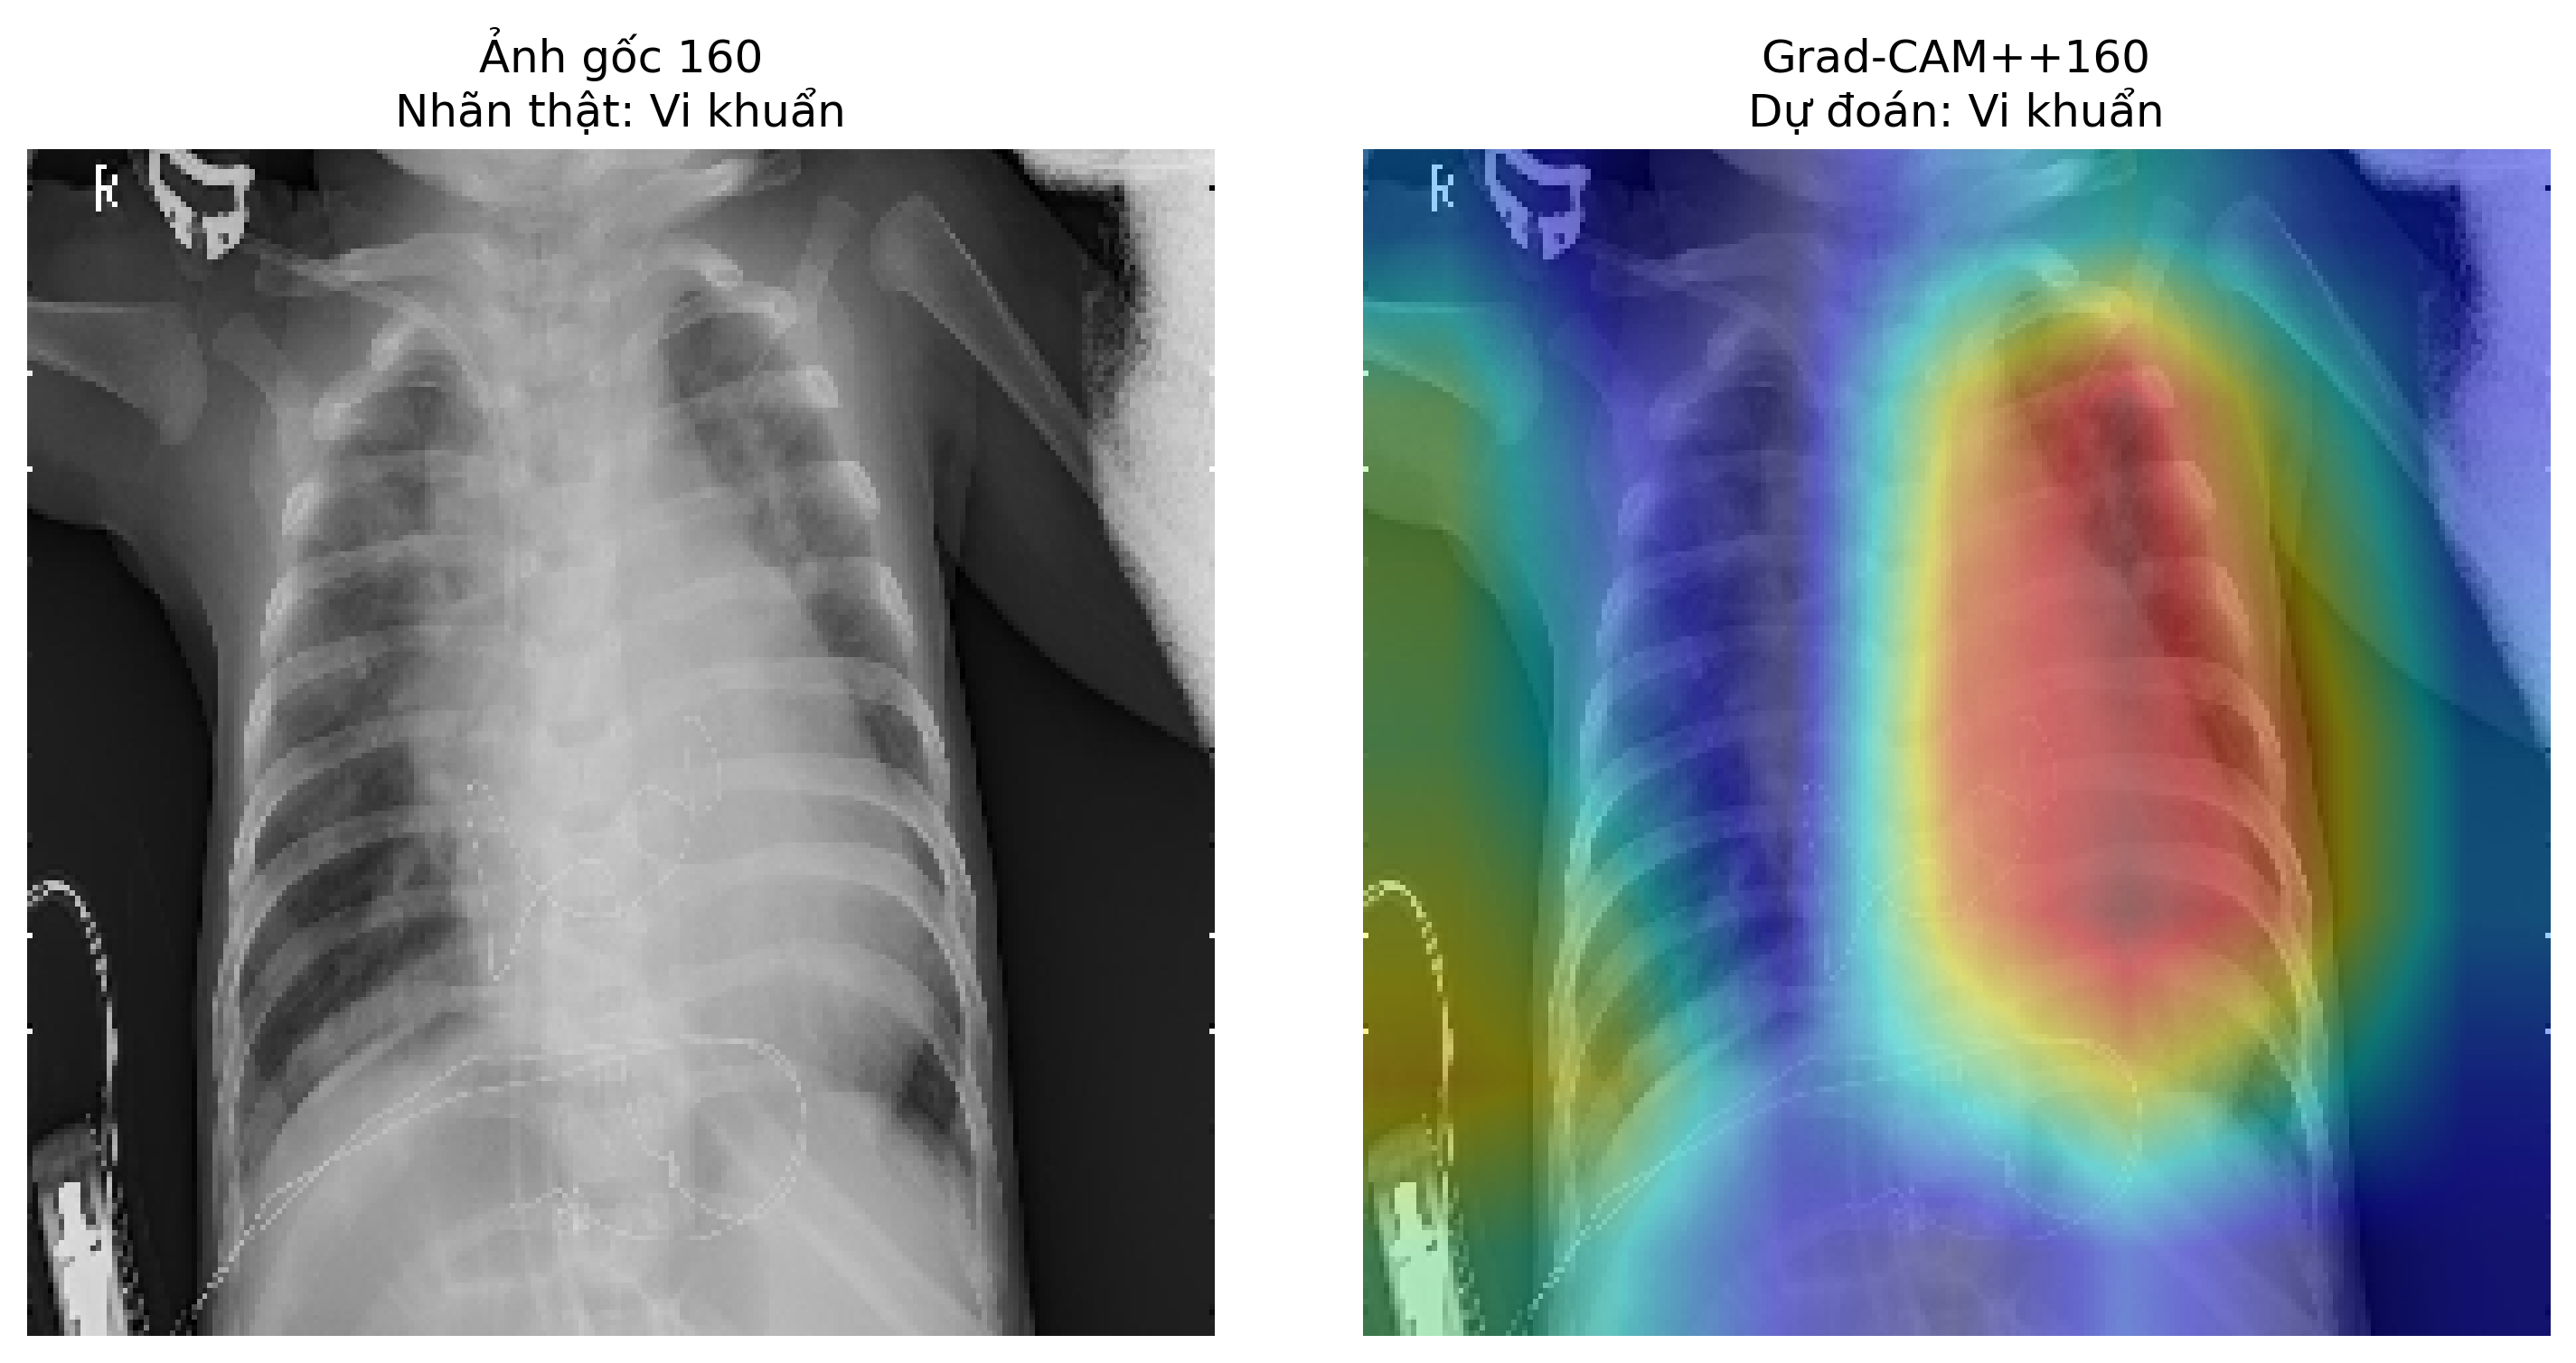 Ảnh gốc 160
Nhãn thật: Vi khuẩn
Grad-CAM++160
Dự đoán: Vi khuẩn
R
R